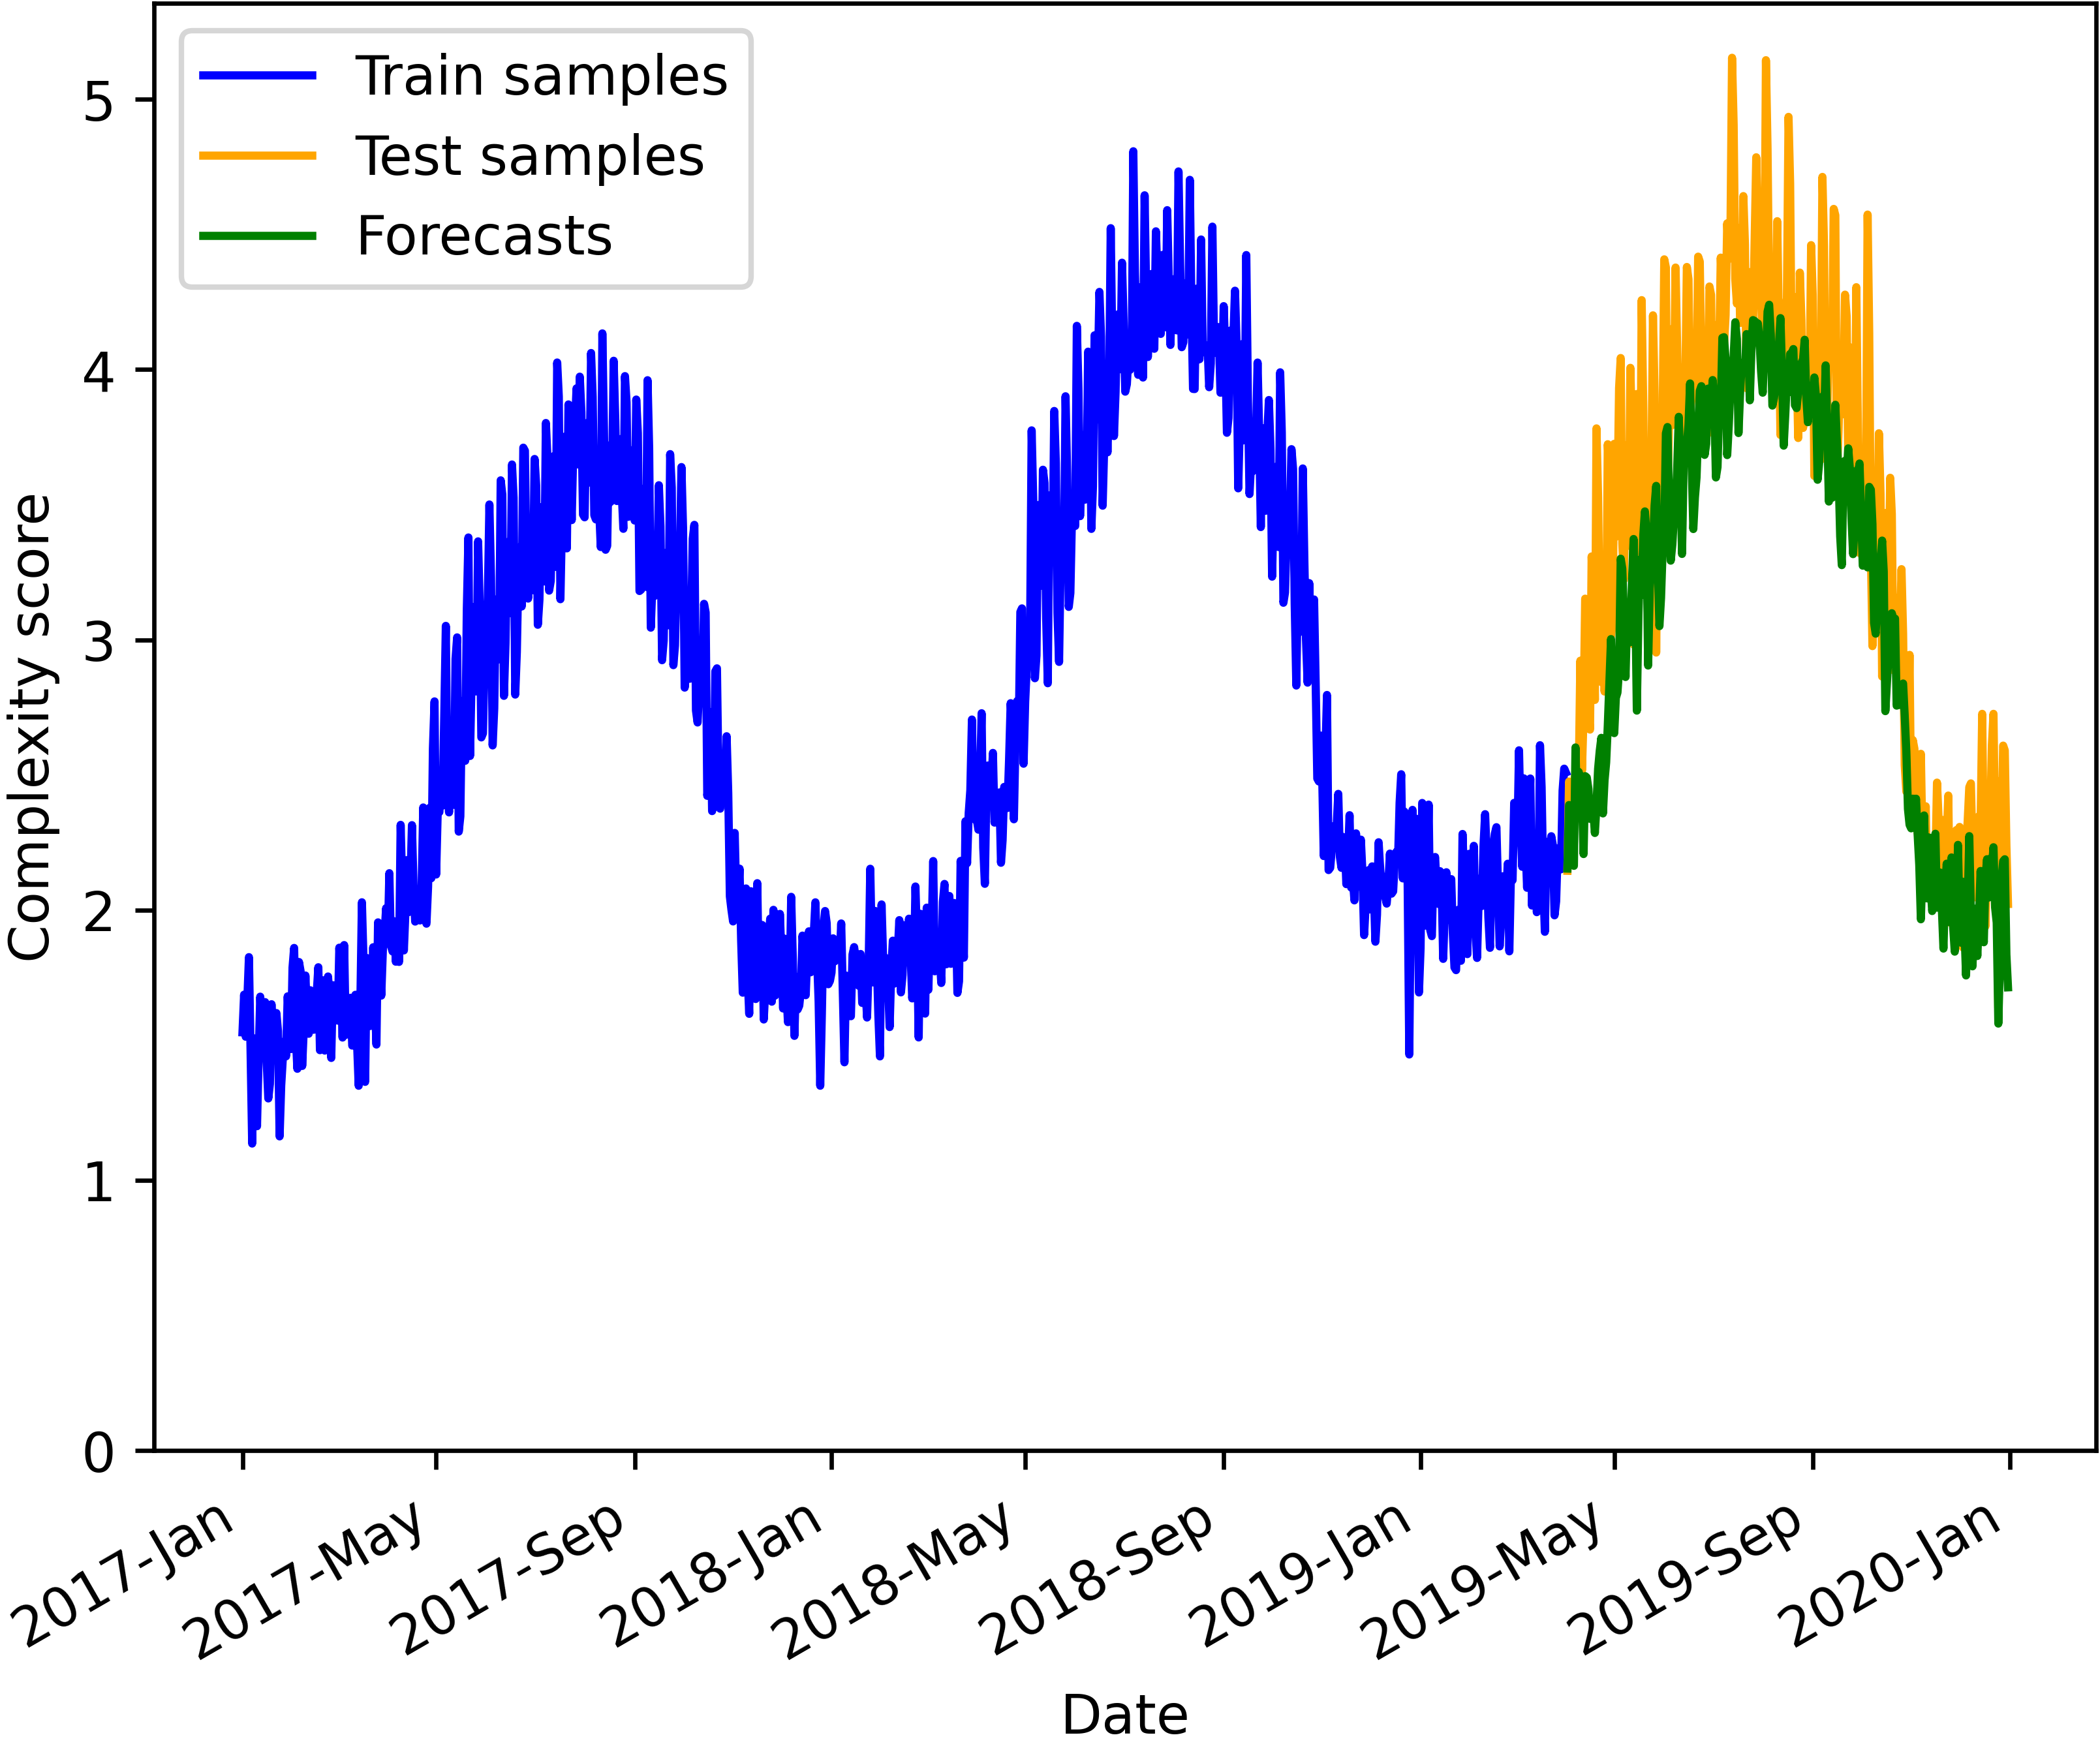 Train samples
Test samples
Forecasts
Complexity score
5
4
3
2
1
0
2017-Jan
2017-May
2017-Sep
2018-Jan
2018-May
2018-Sep
2019-Jan
2019-May
2019-Sep
2020-Jan
Date